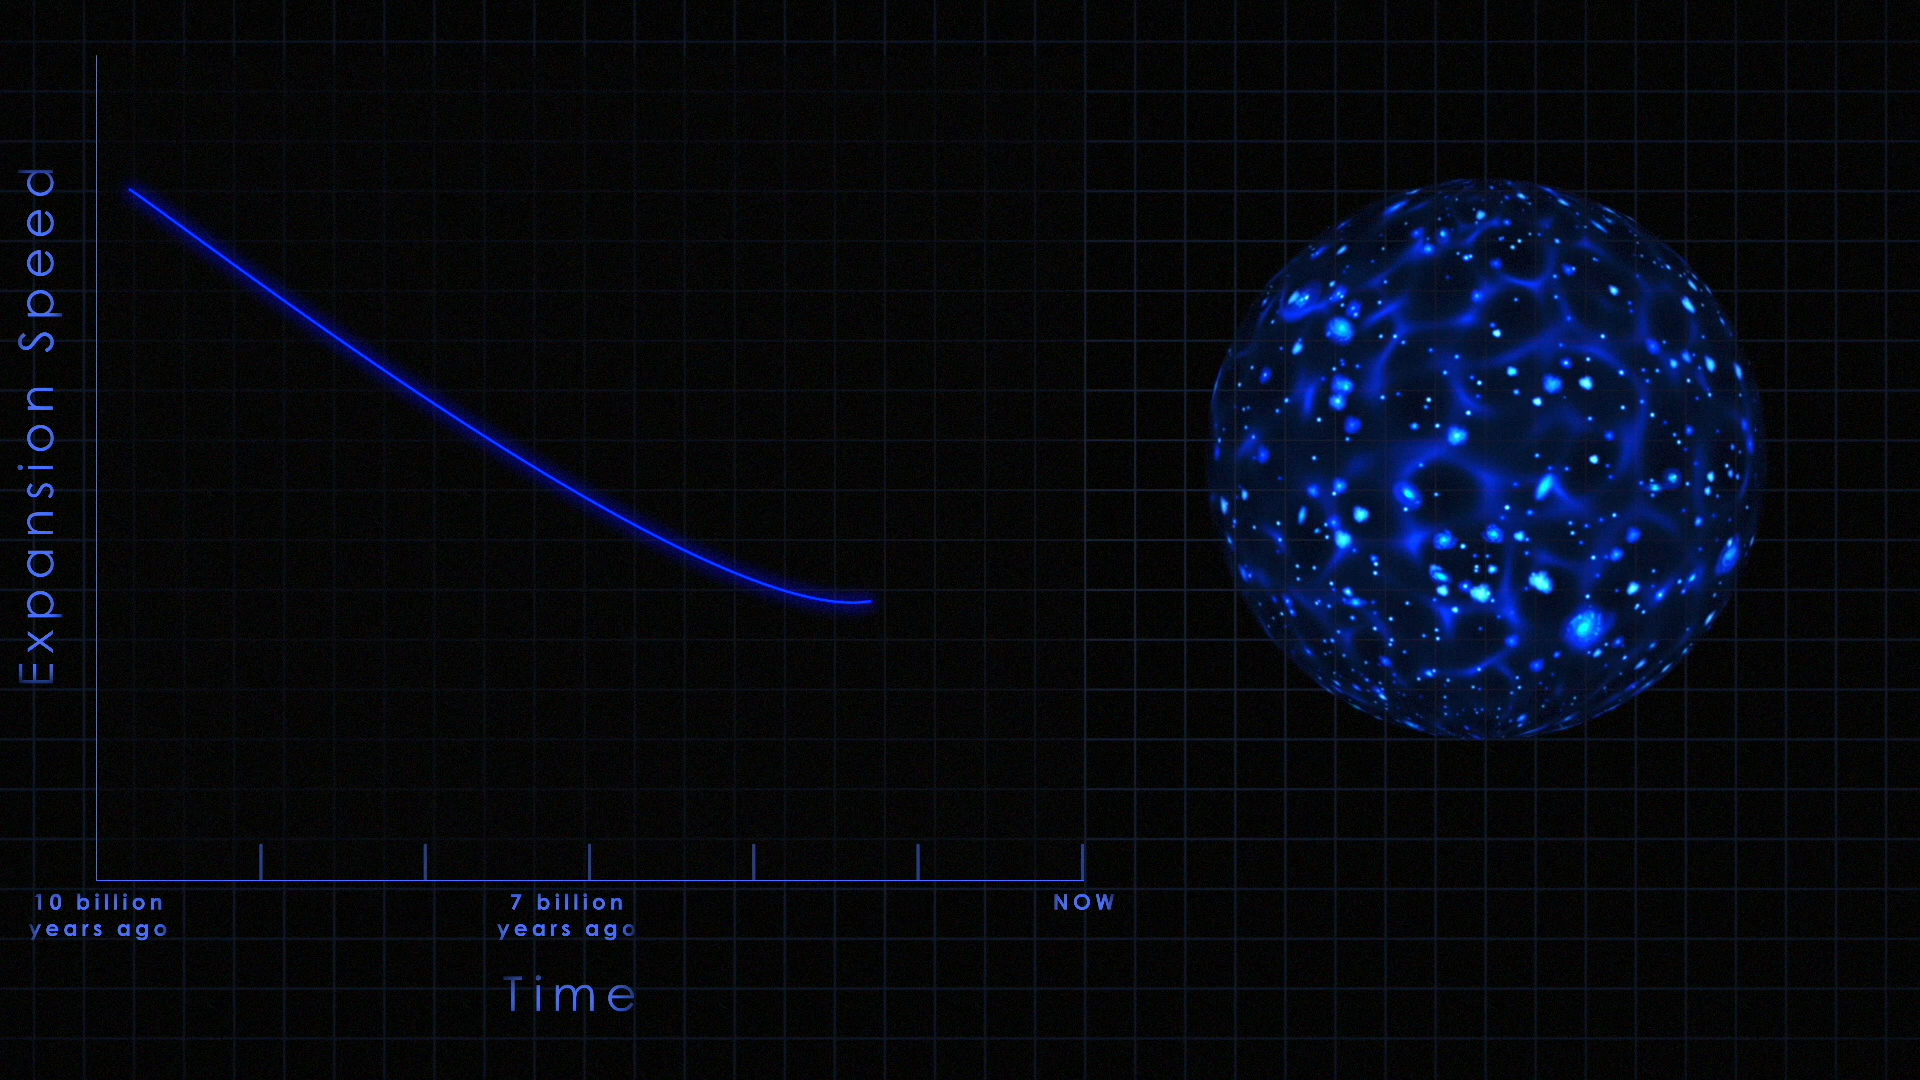 Expansion Speed
10 billion
years ago
7 billion
years ago
NOW
Time